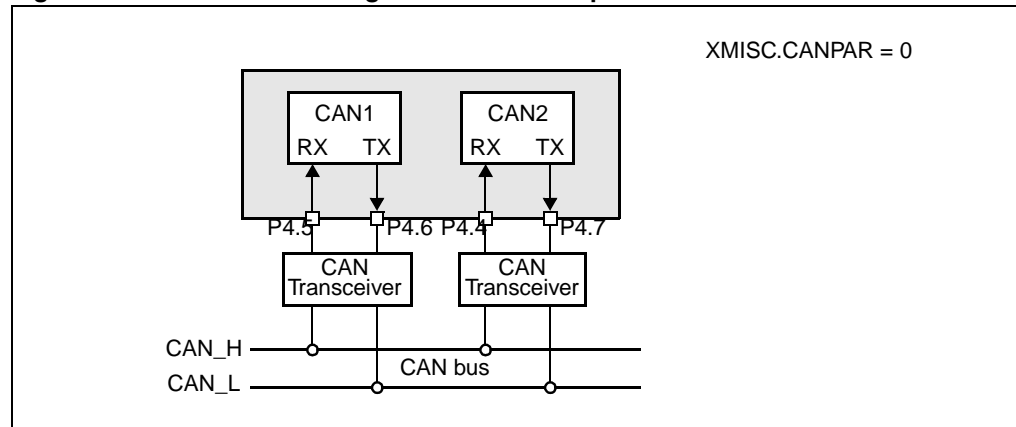 XMISC.CANPAR = 0
CAN1 CAN2
RX TX RX TX
P4.5 P4.6 P4.4 P4.7
CAN Transceiver
CAN Transceiver
CAN_H
CAN bus
CAN_L